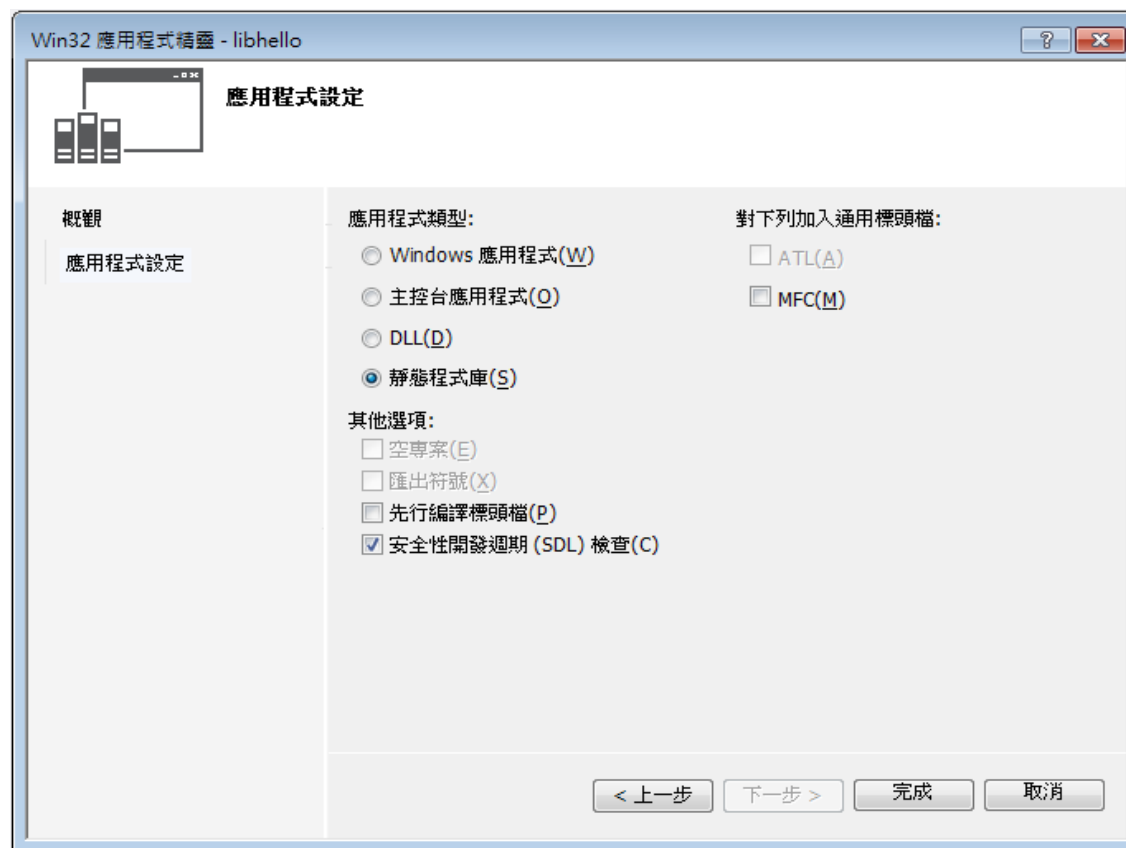 Win32 應用程式精靈 - libhello
應用程式設定
概觀
應用程式設定
應用程式類型:
Windows 應用程式(W)
主控台應用程式(O)
DLL(D)
靜態程式庫(S)
其他選項:
空專案(E)
匯出符號(X)
先行編譯標頭檔(P)
安全性開發週期 (SDL) 檢查(C)
對下列加入通用標頭檔:
ATL(A)
MFC(M)
< 上一步
下一步 >
完成
取消